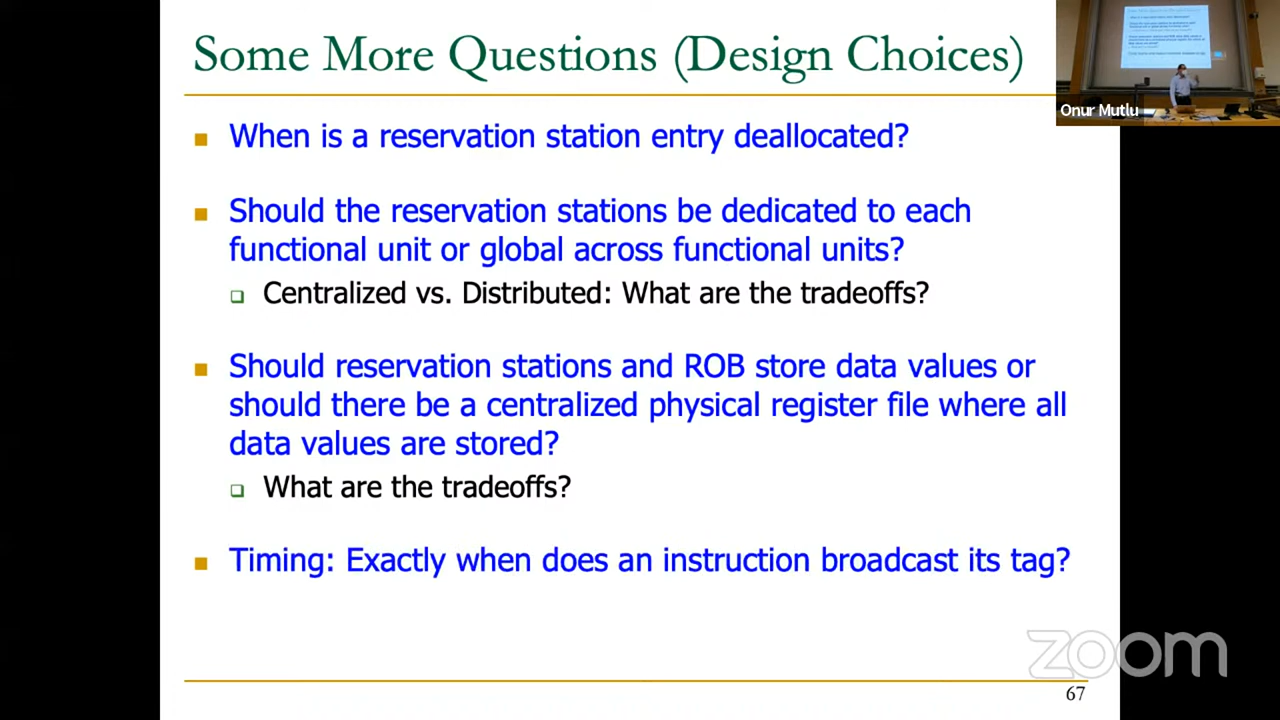 Some More Questions (Design Choices)
Onur Mutlu
When is a reservation station entry deallocated?
Should the reservation stations be dedicated to each
functional unit or global across functional units?
Centralized vs. Distributed: What are the tradeoffs?
Should reservation stations and ROB store data values or
should there be a centralized physical register file where all
data values are stored?
What are the tradeoffs?
Timing: Exactly when does an instruction broadcast its tag?
zoom
67